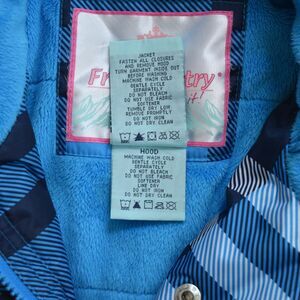 JACKET
FASTEN ALL CLOSURES
AND REMOVE HOOD
TURN GARMENT INSIDE OUT
BEFORE WASHING
MACHINE WASH COLD
GENTLE CYCLE
SEPARATELY
DO NOT BLEACH
DO NOT USE FABRIC
SOFTENER
TUMBLE DRY LOW
REMOVE PROMPTLY
DO NOT IRON
DO NOT DRY CLEAN
HOOD
MACHINE WASH COLD
GENTLE CYCLE
SEPARATELY
DO NOT BLEACH
DO NOT USE FABRIC
SOFTENER
LINE DRY
DO NOT IRON
DO NOT DRY CLEAN